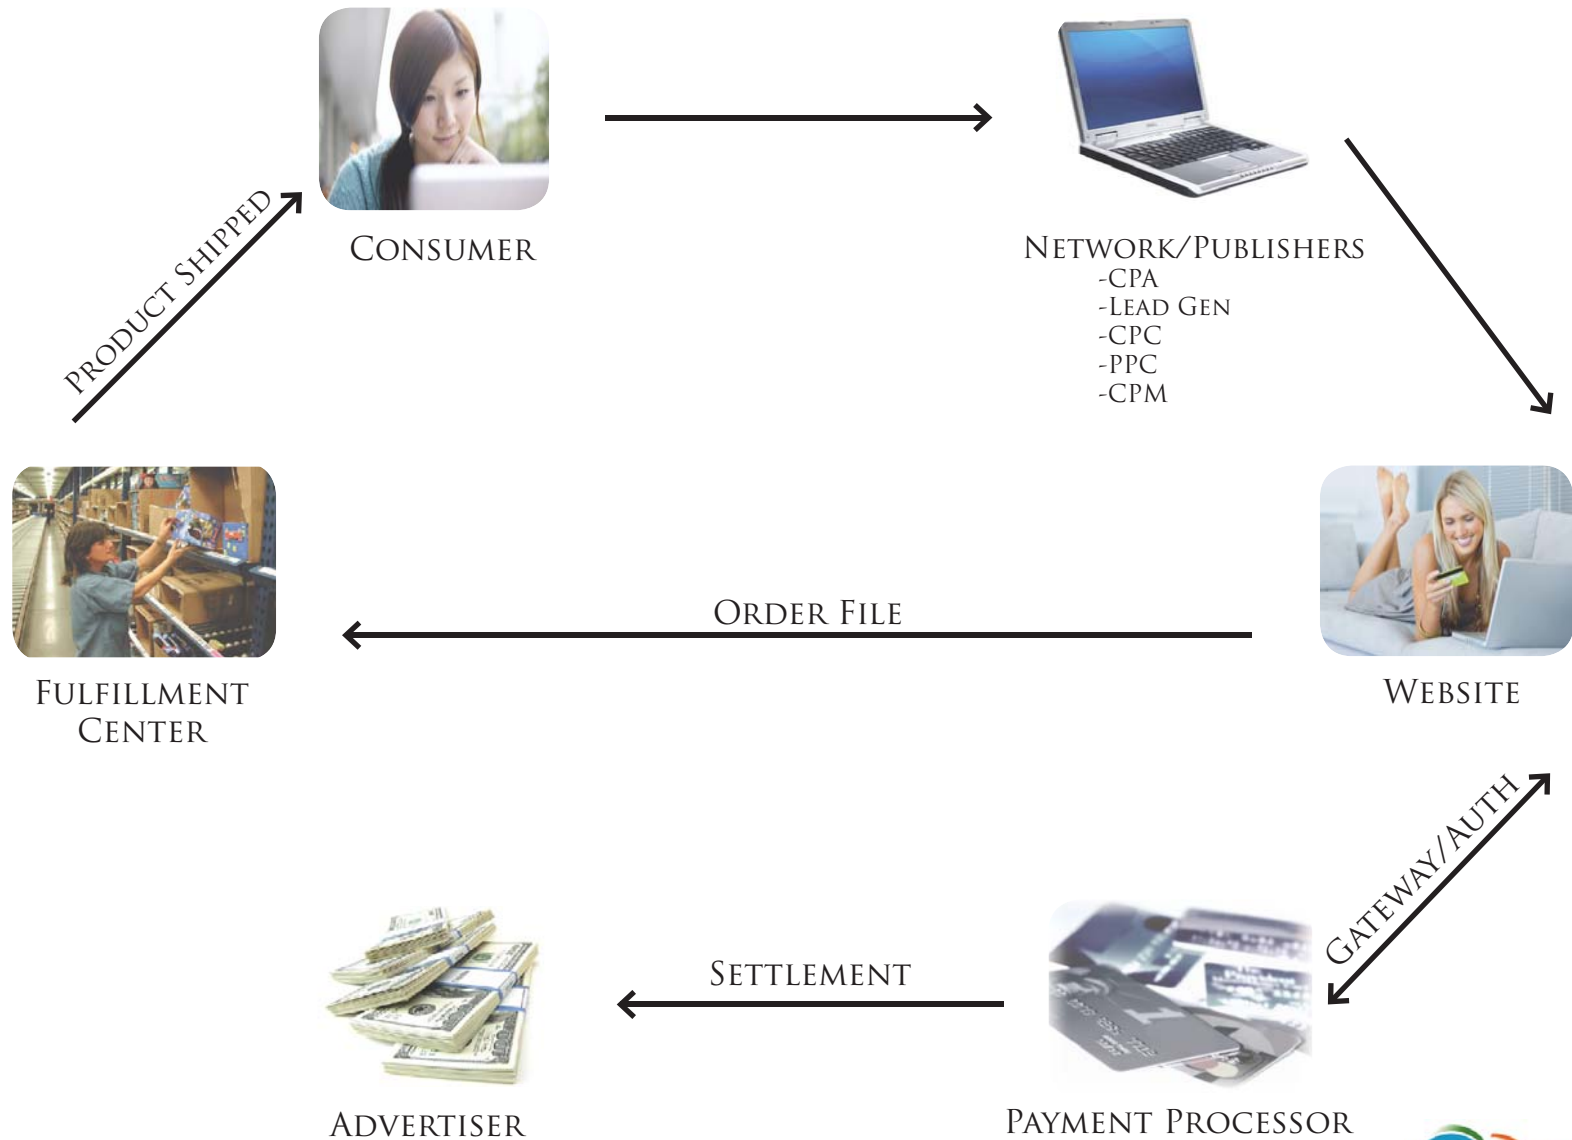 Consumer
Network/Publishers
-CPA
-Lead Gen
-CPC
-PPC
-CPM
Product Shipped
Order File
Fulfillment
Center
Website
Gateway/Auth
Settlement
Advertiser
Payment Processor